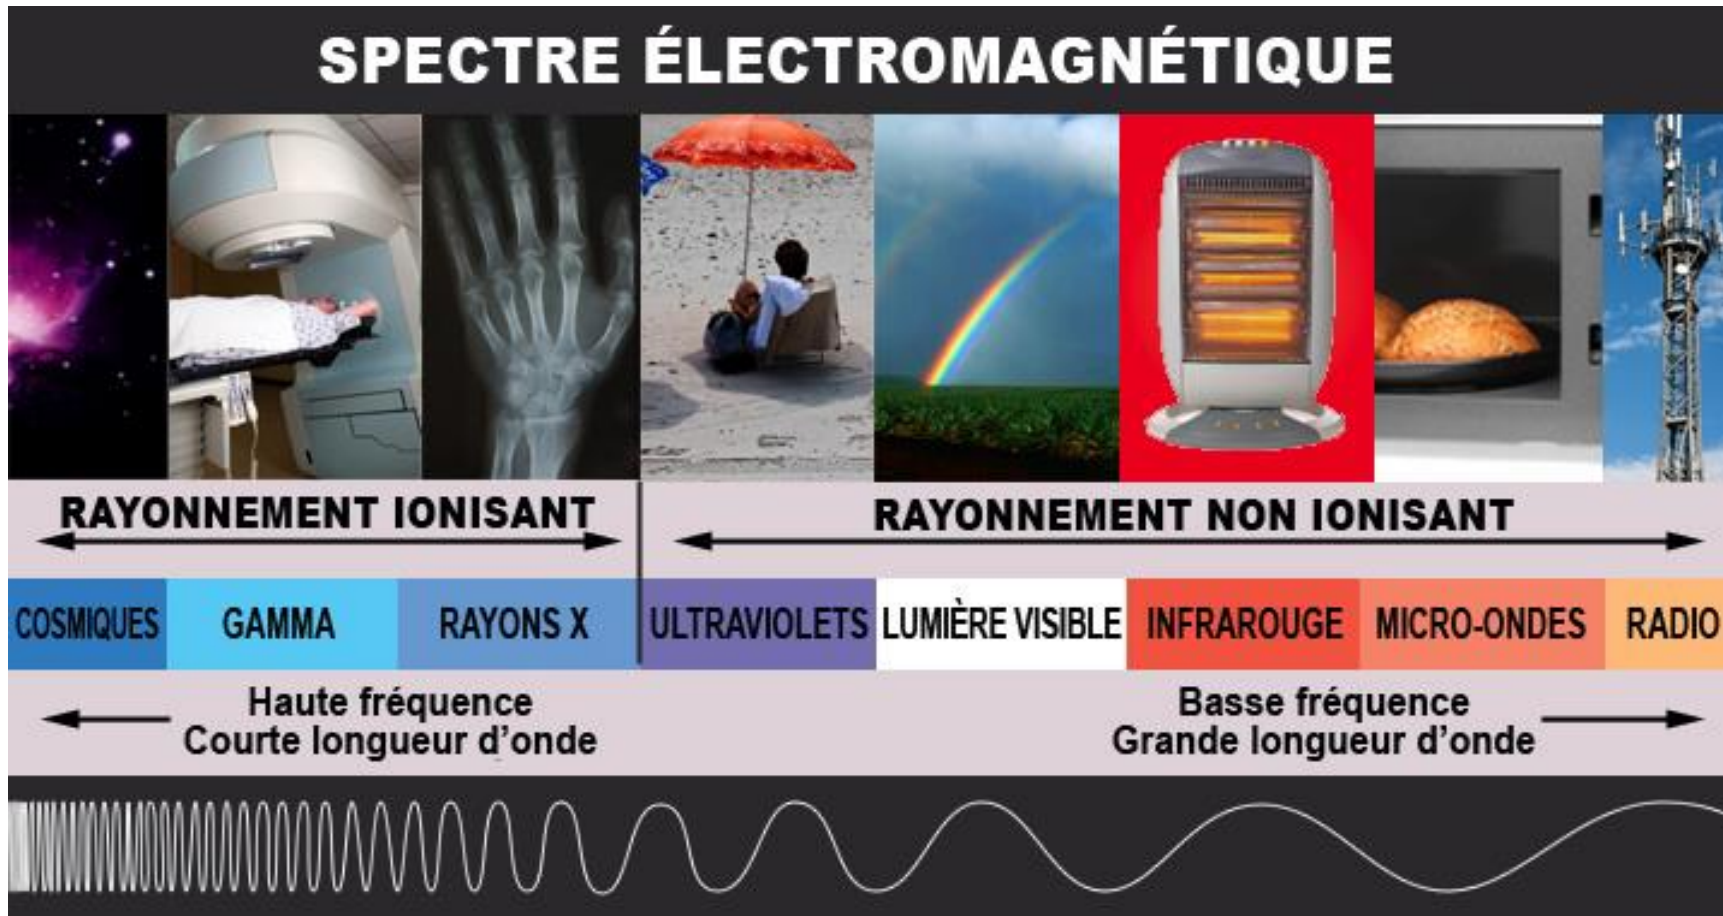 SPECTRE ÉLECTROMAGNÉTIQUE
RAYONNEMENT IONISANT
RAYONNEMENT NON IONISANT
COSMIQUES
GAMMA
RAYONS X
ULTRAVIOLETS
LUMIÈRE VISIBLE
INFRAROUGE
MICRO-ONDES
RADIO
Haute fréquence
Courte longueur d'onde
Basse fréquence
Grande longueur d'onde